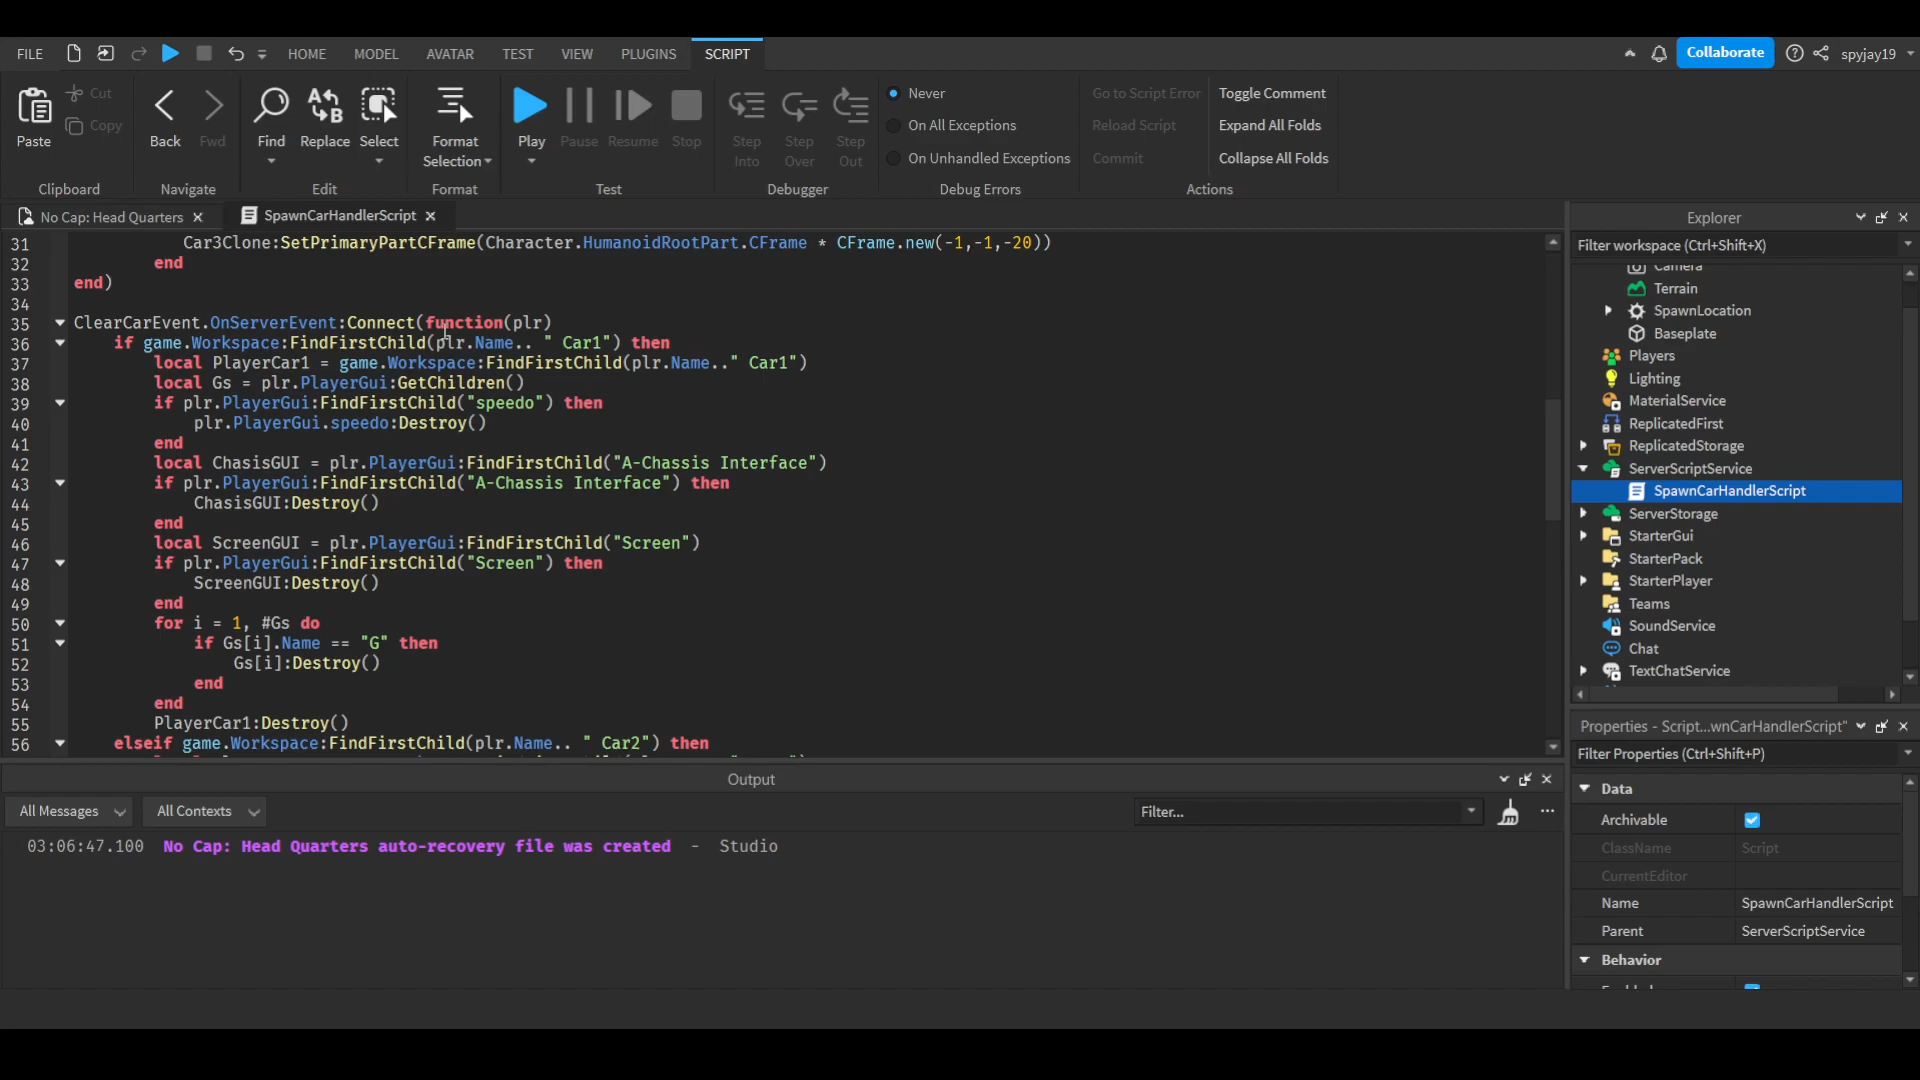 FILE HOME MODEL AVATAR TEST VIEW PLUGINS SCRIPT Collaborate spyjay19
Paste Cut Copy Back Fwd Find Replace Select Format Selection Play Pause Resume Stop Step Into Step Over Step Out
Never
On All Exceptions
On Unhandled Exceptions
Go to Script Error
Reload Script
Commit
Toggle Comment
Expand All Folds
Collapse All Folds
Clipboard Navigate Edit Format Test Debugger Debug Errors Actions
No Cap: Head Quarters SpawnCarHandlerScript
31 Car3Clone:SetPrimaryPartCFrame(Character.HumanoidRootPart.CFrame * CFrame.new(-1,-1,-20))
32 end
33 end)
34
35 ClearCarEvent.OnServerEvent:Connect(function(plr)
36 if game.Workspace:FindFirstChild(plr.Name.. " Car1") then
37 local PlayerCar1 = game.Workspace:FindFirstChild(plr.Name.." Car1")
38 local Gs = plr.PlayerGui:GetChildren()
39 if plr.PlayerGui:FindFirstChild("speedo") then
40 plr.PlayerGui.speedo:Destroy()
41 end
42 local ChasisGUI = plr.PlayerGui:FindFirstChild("A-Chassis Interface")
43 if plr.PlayerGui:FindFirstChild("A-Chassis Interface") then
44 ChasisGUI:Destroy()
45 end
46 local ScreenGUI = plr.PlayerGui:FindFirstChild("Screen")
47 if plr.PlayerGui:FindFirstChild("Screen") then
48 ScreenGUI:Destroy()
49 end
50 for i = 1, #Gs do
51 if Gs[i].Name == "G" then
52 Gs[i]:Destroy()
53 end
54 end
55 PlayerCar1:Destroy()
56 elseif game.Workspace:FindFirstChild(plr.Name.. " Car2") then
Output
All Messages All Contexts Filter...
03:06:47.100 No Cap: Head Quarters auto-recovery file was created - Studio
Explorer
Filter workspace (Ctrl+Shift+X)
Camera
Terrain
SpawnLocation
Baseplate
Players
Lighting
MaterialService
ReplicatedFirst
ReplicatedStorage
ServerScriptService
SpawnCarHandlerScript
ServerStorage
StarterGui
StarterPack
StarterPlayer
Teams
SoundService
Chat
TextChatService
Properties - Script...wnCarHandlerScript"
Filter Properties (Ctrl+Shift+P)
Data
Archivable
ClassName Script
CurrentEditor
Name SpawnCarHandlerScript
Parent ServerScriptService
Behavior